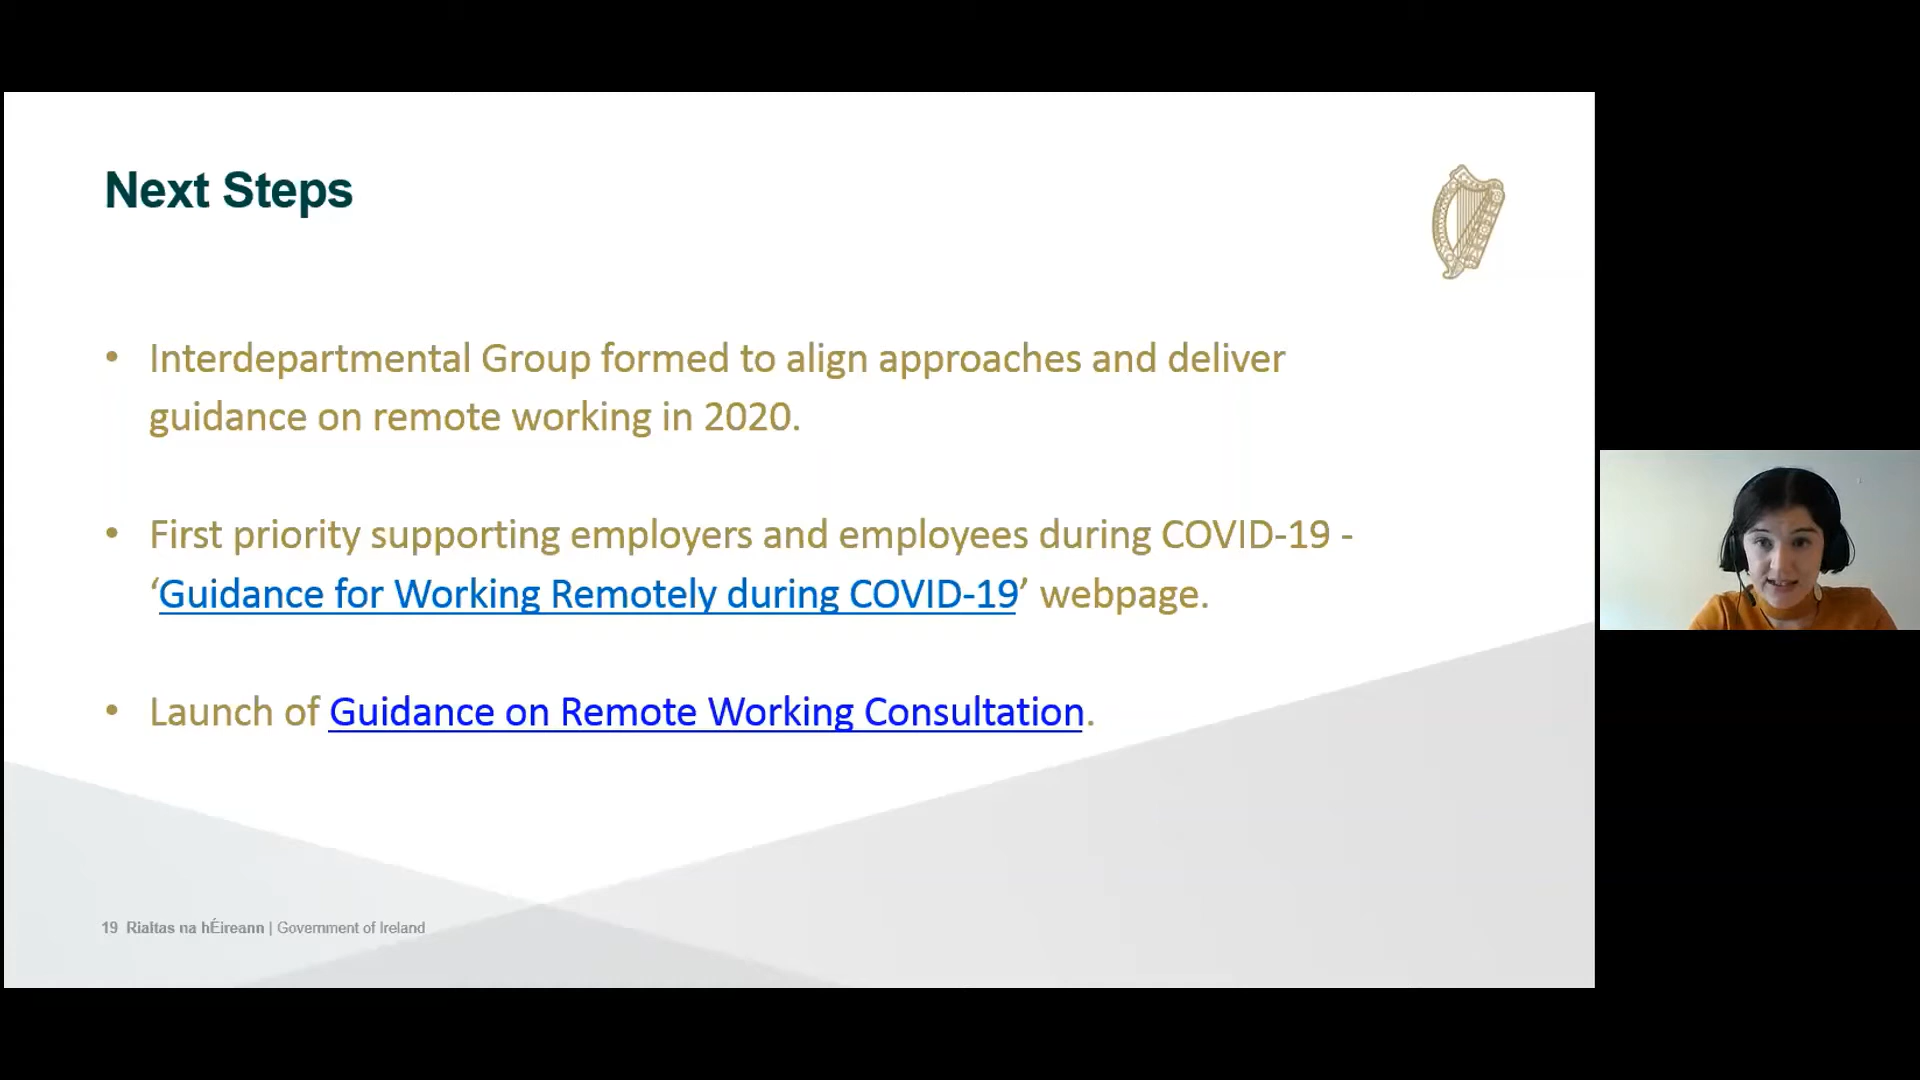 Next Steps
• Interdepartmental Group formed to align approaches and deliver
guidance on remote working in 2020.
• First priority supporting employers and employees during COVID-19 -
‘Guidance for Working Remotely during COVID-19’ webpage.
• Launch of Guidance on Remote Working Consultation.
19 Rialtas na hÉireann | Government of Ireland